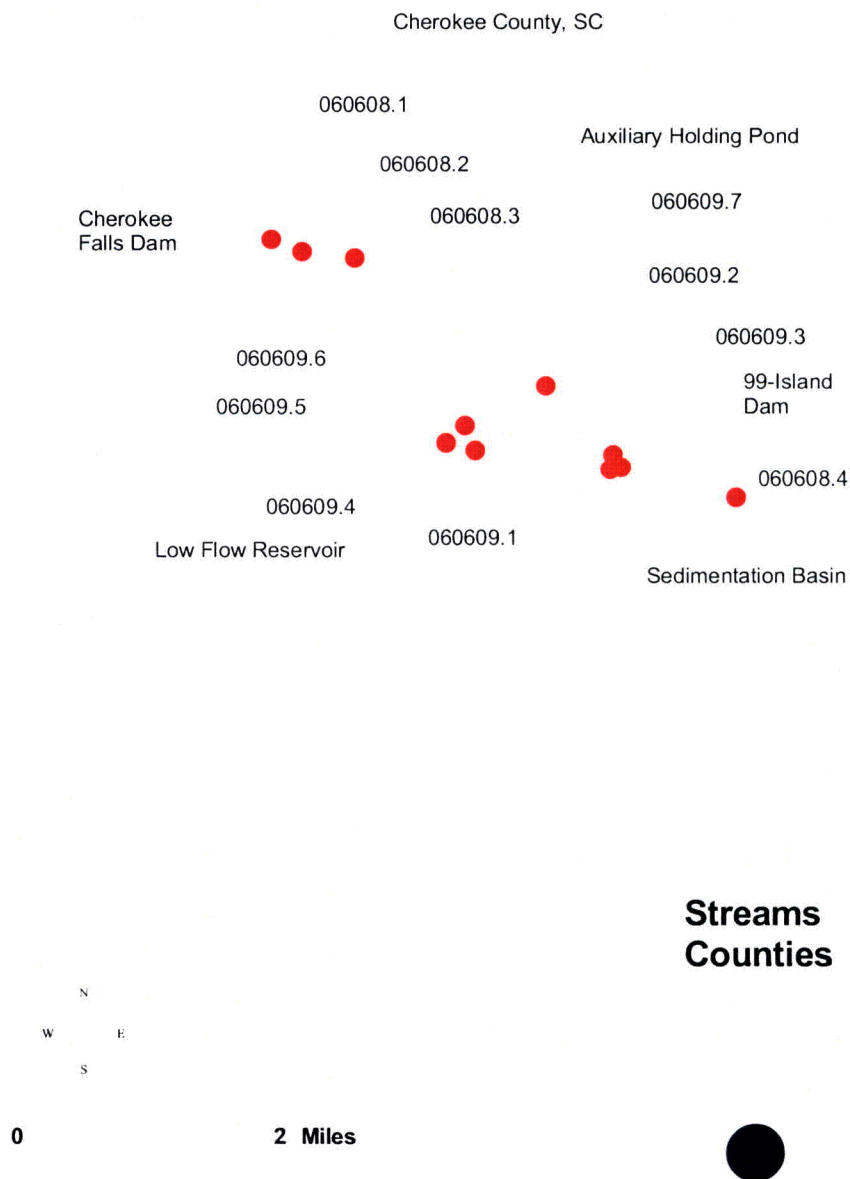 Cherokee County, SC
060608.1
Auxiliary Holding Pond
060608.2
060609.7
060608.3
Cherokee
Falls Dam
060609.2
060609.3
060609.6
99-Island
Dam
060609.5
060608.4
060609.4
060609.1
Low Flow Reservoir
Sedimentation Basin
Streams
Counties
N
W E
S
0 2 Miles